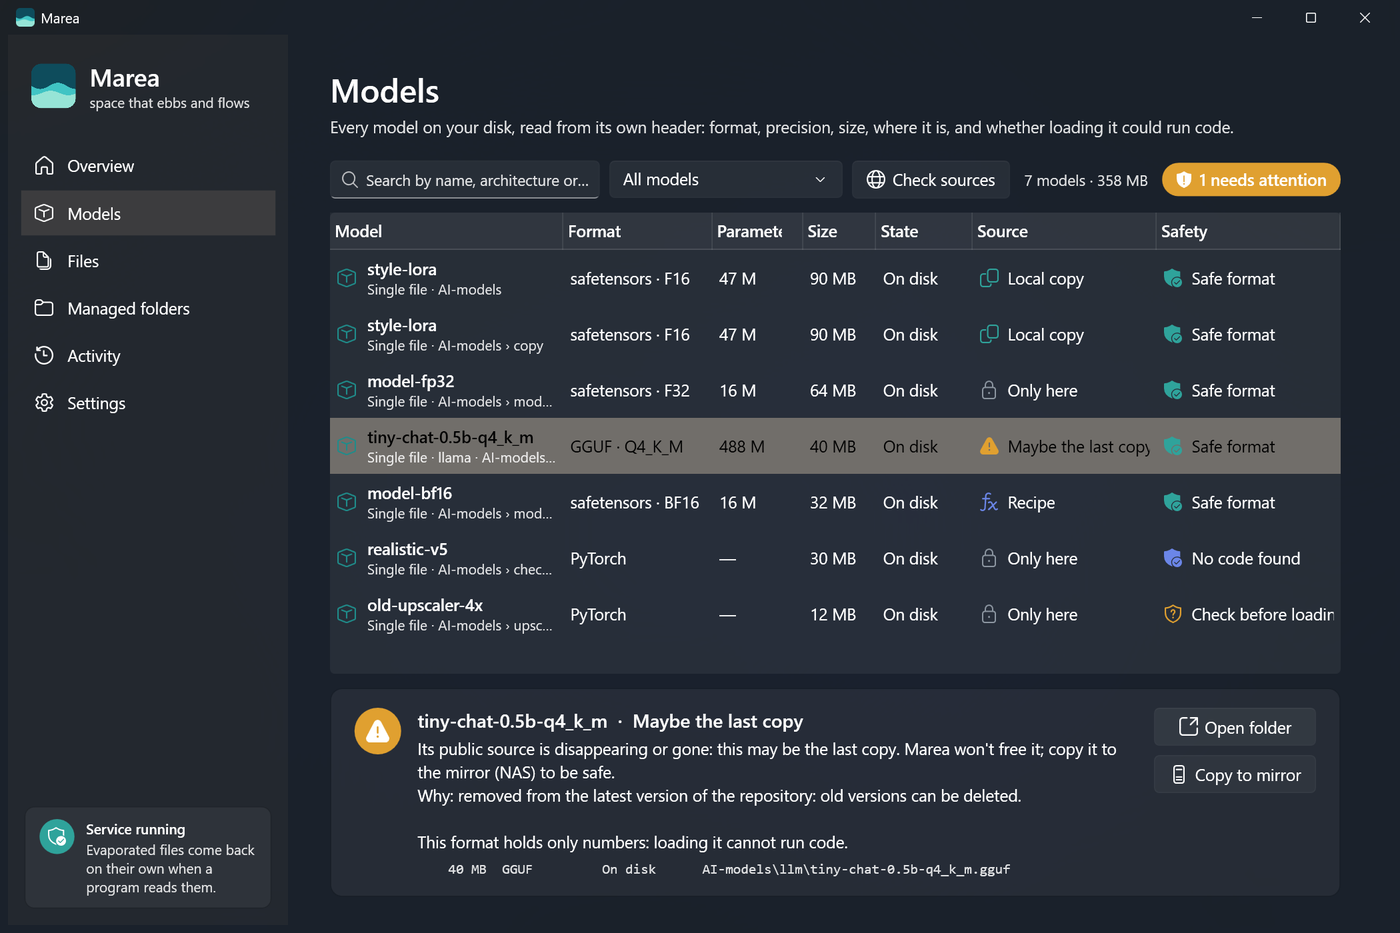 Marea
Marea
space that ebbs and flows
Overview
Models
Files
Managed folders
Activity
Settings
Service running
Evaporated files come back
on their own when a
program reads them.
Models
Every model on your disk, read from its own header: format, precision, size, where it is, and whether loading it could run code.
Search by name, architecture or...
All models
Check sources
7 models · 358 MB
1 needs attention
Model Format Paramete Size State Source Safety
style-lora
Single file · AI-models
safetensors · F16 47 M 90 MB On disk Local copy Safe format
style-lora
Single file · AI-models › copy
safetensors · F16 47 M 90 MB On disk Local copy Safe format
model-fp32
Single file · AI-models › mod...
safetensors · F32 16 M 64 MB On disk Only here Safe format
tiny-chat-0.5b-q4_k_m
Single file · llama · AI-models...
GGUF · Q4_K_M 488 M 40 MB On disk Maybe the last copy Safe format
model-bf16
Single file · AI-models › mod...
safetensors · BF16 16 M 32 MB On disk Recipe Safe format
realistic-v5
Single file · AI-models › chec...
PyTorch — 30 MB On disk Only here No code found
old-upscaler-4x
Single file · AI-models › upsc...
PyTorch — 12 MB On disk Only here Check before loadin
tiny-chat-0.5b-q4_k_m · Maybe the last copy
Its public source is disappearing or gone: this may be the last copy. Marea won't free it; copy it to
the mirror (NAS) to be safe.
Why: removed from the latest version of the repository: old versions can be deleted.
This format holds only numbers: loading it cannot run code.
40 MB GGUF On disk AI-models\llm\tiny-chat-0.5b-q4_k_m.gguf
Open folder
Copy to mirror